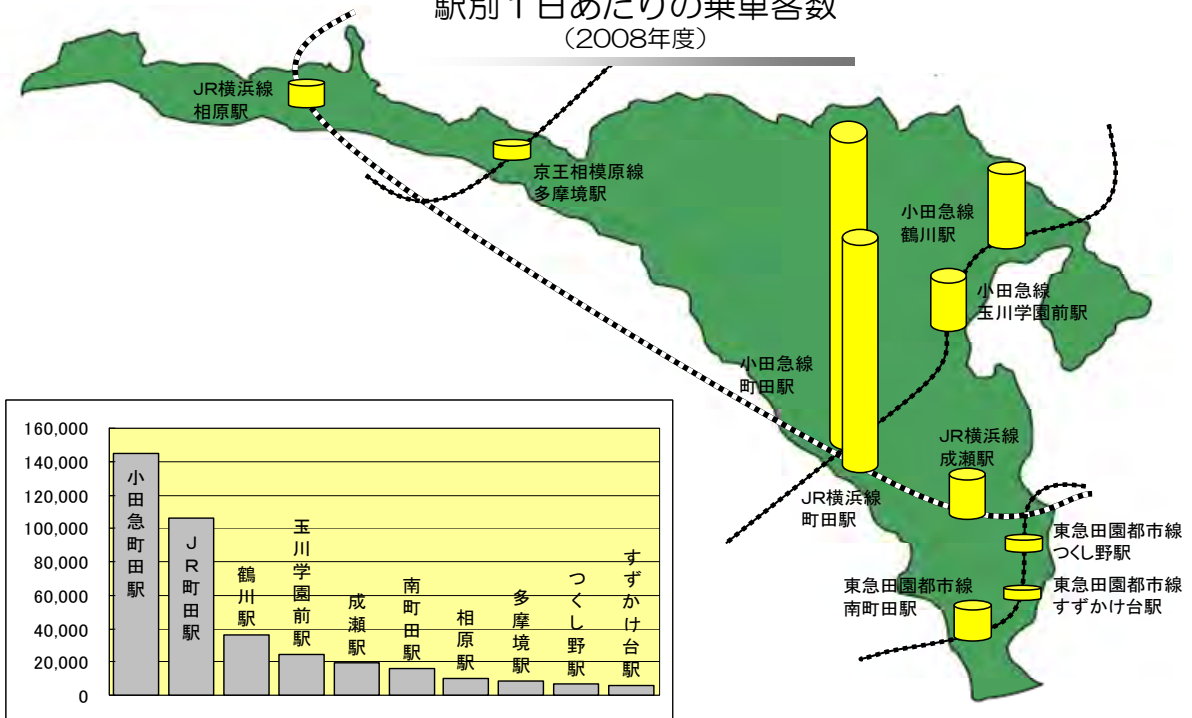 駅別１日あたりの乗車客数
（2008年度）
JR横浜線
相原駅
京王相模原線
多摩境駅
小田急線
鶴川駅
小田急線
玉川学園前駅
小田急線
町田駅
JR横浜線
成瀬駅
JR横浜線
町田駅
東急田園都市線
つくし野駅
東急田園都市線
すずかけ台駅
東急田園都市線
南町田駅
160,000
140,000
120,000
100,000
80,000
60,000
40,000
20,000
0
小田急町田駅
ＪＲ町田駅
鶴川駅
玉川学園前駅
成瀬駅
南町田駅
相原駅
多摩境駅
つくし野駅
すずかけ台駅